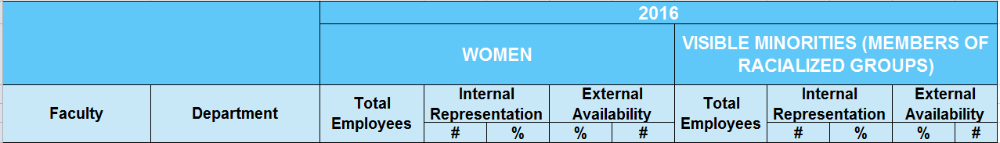 2016
WOMEN
VISIBLE MINORITIES (MEMBERS OF
RACIALIZED GROUPS)
Faculty
Department
Total
Employees
Internal
Representation
External
Availability
Total
Employees
Internal
Representation
External
Availability
# % % # # % % #